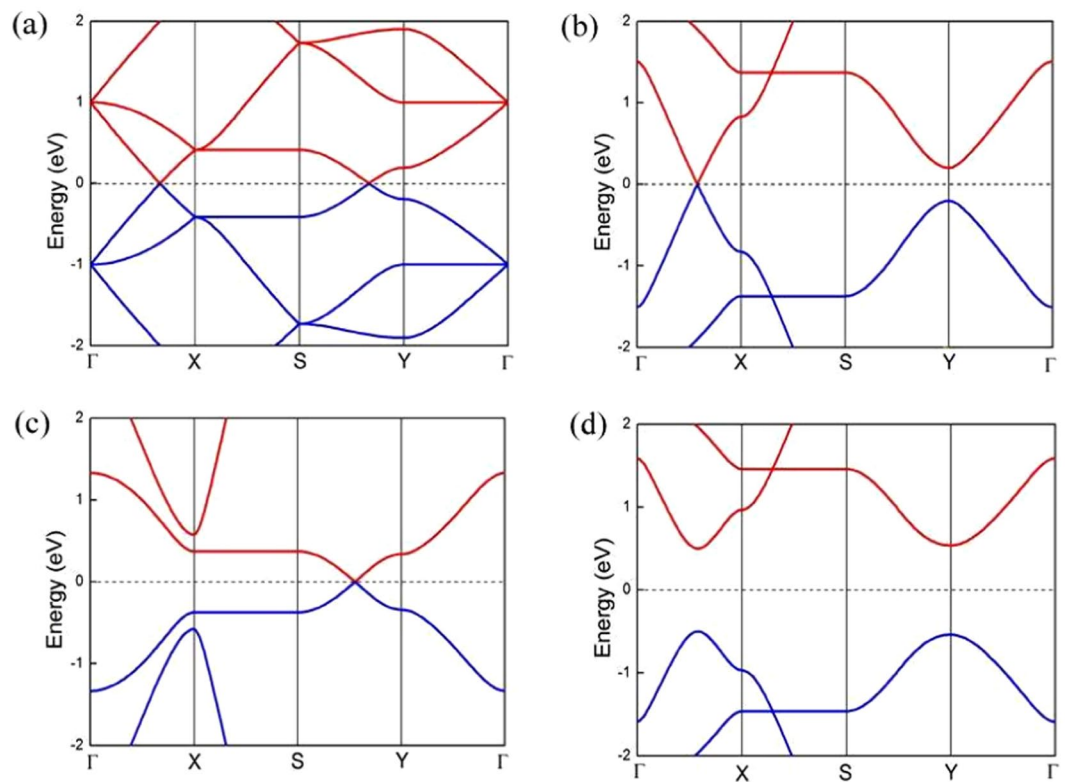 (a)
2
1
0
-1
-2
Energy (eV)
Γ X S Y Γ
(b)
2
1
0
-1
-2
Energy (eV)
Γ X S Y Γ
(c)
2
1
0
-1
-2
Energy (eV)
Γ X S Y Γ
(d)
2
1
0
-1
-2
Energy (eV)
Γ X S Y Γ